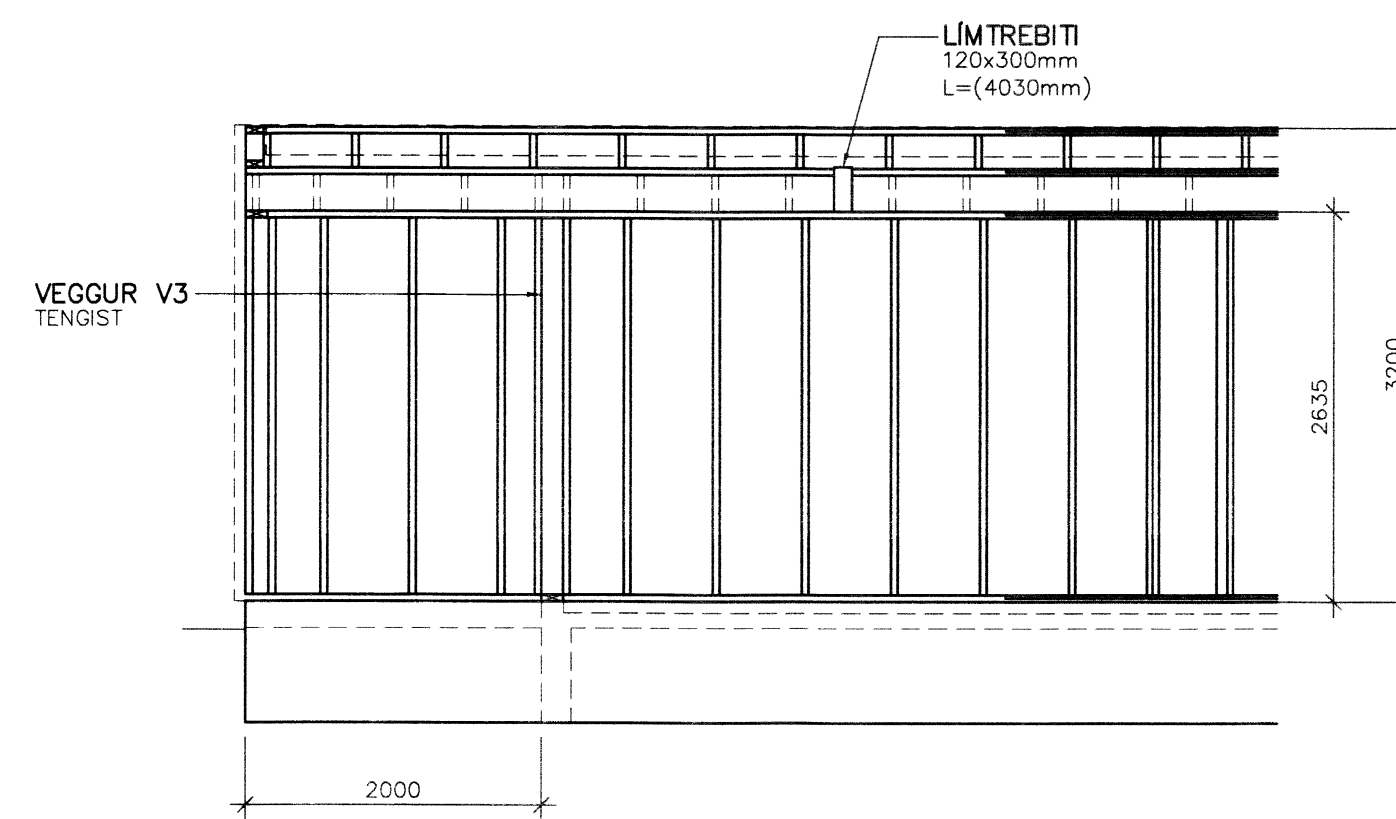 LÍMTREBITI
120x300mm
L=(4030mm)
VEGGUR V3
TENGIST
2635
3200
2000